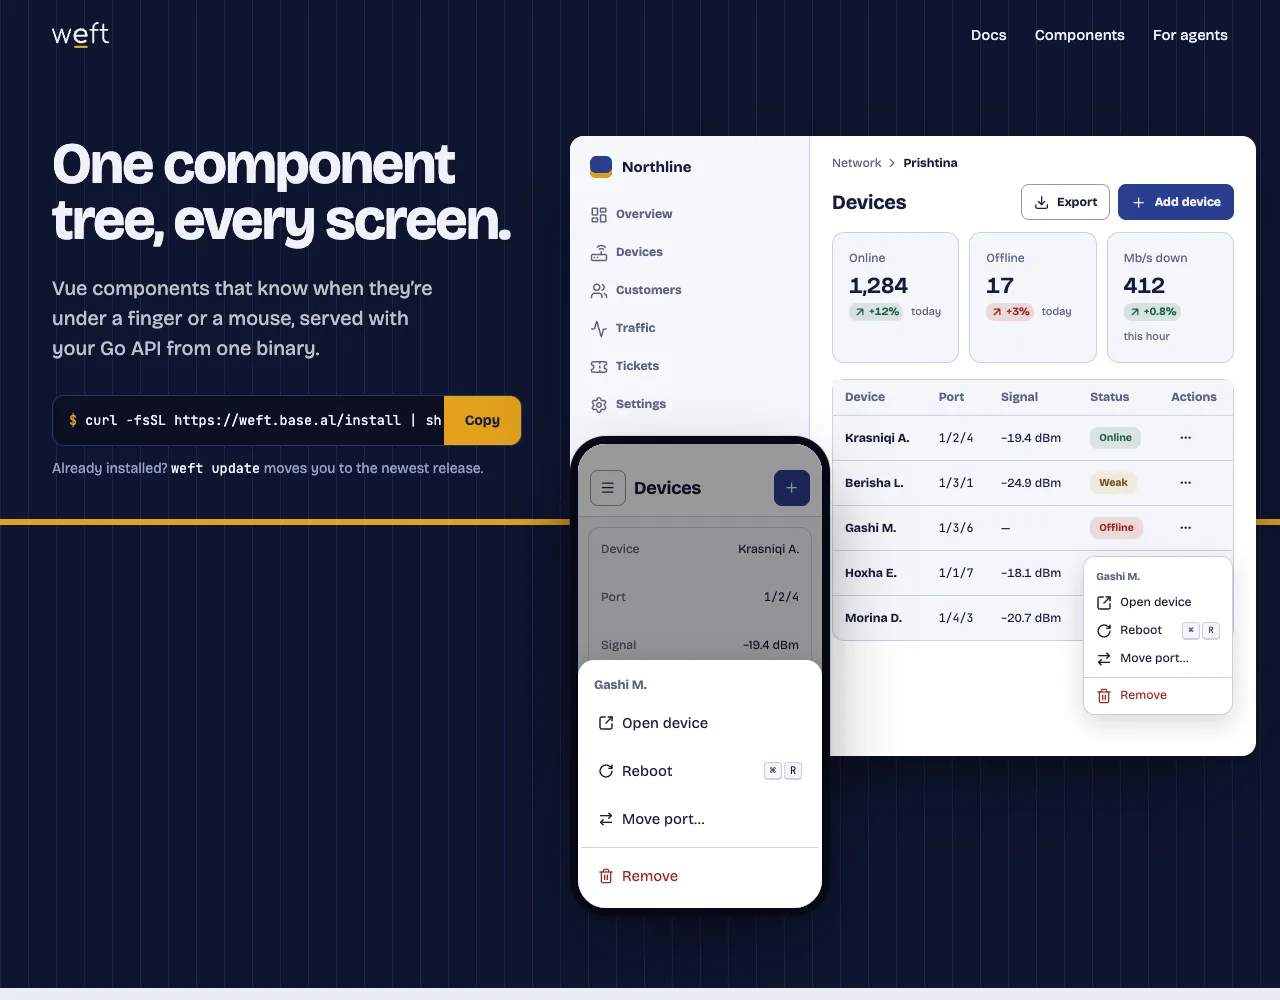 weft
Docs Components For agents
One component
tree, every screen.
Vue components that know when they're
under a finger or a mouse, served with
your Go API from one binary.
$ curl -fsSL https://weft.base.al/install | sh Copy
Already installed? weft update moves you to the newest release.
Northline
Overview
Devices
Customers
Traffic
Tickets
Settings
Network > Prishtina
Devices
Export
+ Add device
Online
1,284
+12% today
Offline
17
+3% today
Mb/s down
412
+0.8%
this hour
Device Port Signal Status Actions
Krasniqi A. 1/2/4 −19.4 dBm Online ...
Berisha L. 1/3/1 −24.9 dBm Weak ...
Gashi M. 1/3/6 — Offline ...
Hoxha E. 1/1/7 −18.1 dBm
Morina D. 1/4/3 −20.7 dBm
Gashi M.
Open device
Reboot ⌘ R
Move port...
Remove
Devices +
Device Krasniqi A.
Port 1/2/4
Signal −19.4 dBm
Gashi M.
Open device
Reboot ⌘ R
Move port...
Remove